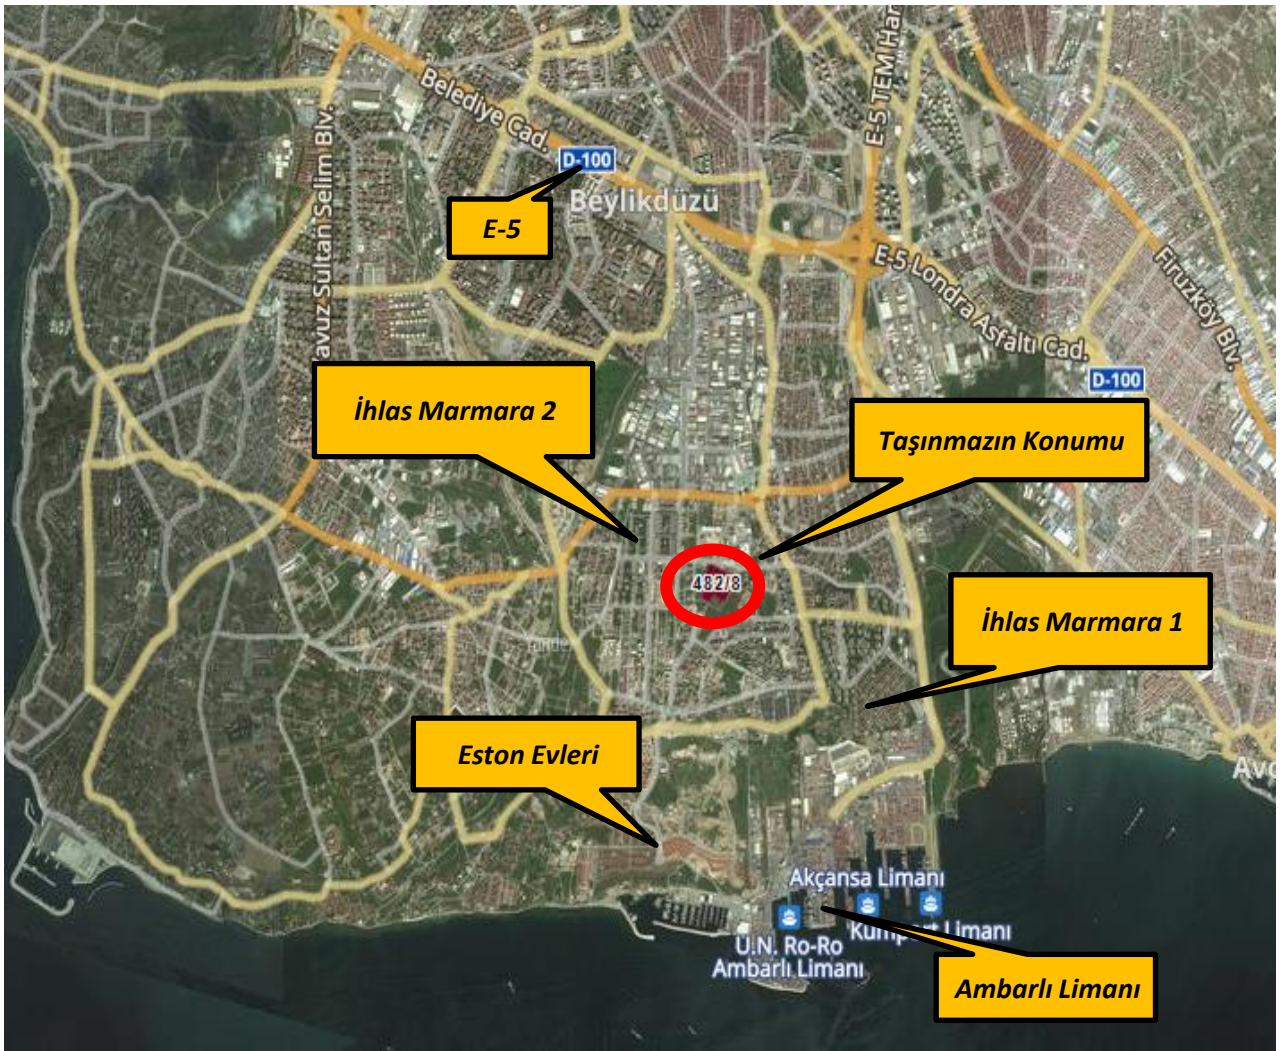 Belediye Cad.
E-5 TEM Har
D-100
Beylikdüzü
E-5
avuz Sultan Selim Blv.
E-5 Londra Asfaltı Cad.
Firuzköy Blv.
D-100
İhlas Marmara 2
Taşınmazın Konumu
482/8
İhlas Marmara 1
Eston Evleri
Avc
Akçansa Limanı
Kumport Limanı
U.N. Ro-Ro
Ambarlı Limanı
Ambarlı Limanı